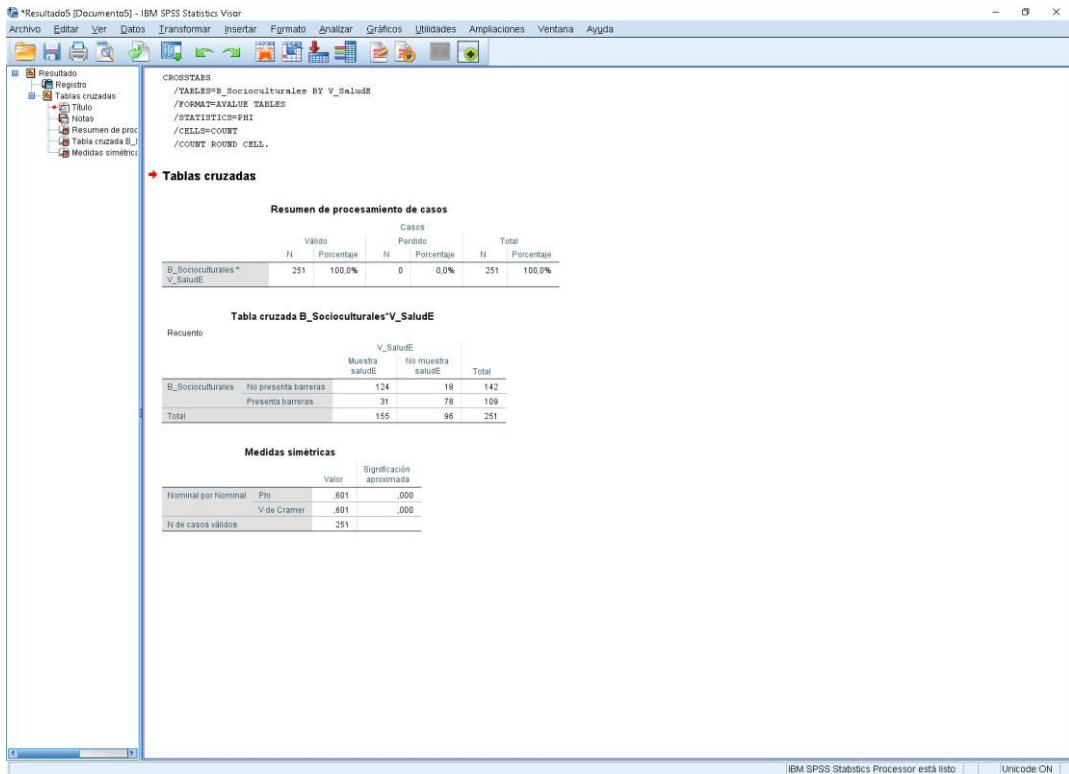 *Resultado5 [Documento5] - IBM SPSS Statistics Visor
Archivo Editar Ver Datos Transformar Insertar Formato Analizar Gráficos Utilidades Ampliaciones Ventana Ayuda
Resultado
Registro
Tablas cruzadas
Título
Notas
Resumen de proc
Tabla cruzada B_
Medidas simétrica
CROSSTABS
/TABLES=B_Socioculturales BY V_SaludE
/FORMAT=AVALUE TABLES
/STATISTICS=PHI
/CELLS=COUNT
/COUNT ROUND CELL.
Tablas cruzadas
Resumen de procesamiento de casos
Casos
Válido Perdido Total
N Porcentaje N Porcentaje N Porcentaje
B_Socioculturales * V_SaludE 251 100,0% 0 0,0% 251 100,0%
Tabla cruzada B_Socioculturales*V_SaludE
Recuento
V_SaludE
Muestra saludE No muestra saludE Total
B_Socioculturales No presenta barreras 124 18 142
Presenta barreras 31 78 109
Total 155 96 251
Medidas simétricas
Valor Significación aproximada
Nominal por Nominal Phi ,601 ,000
V de Cramer ,601 ,000
N de casos válidos 251
IBM SPSS Statistics Processor está listo Unicode:ON